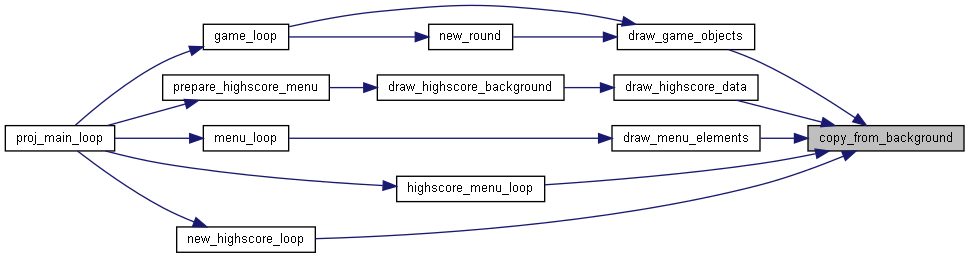 game_loop
new_round
draw_game_objects
prepare_highscore_menu
draw_highscore_background
draw_highscore_data
proj_main_loop
menu_loop
draw_menu_elements
copy_from_background
highscore_menu_loop
new_highscore_loop